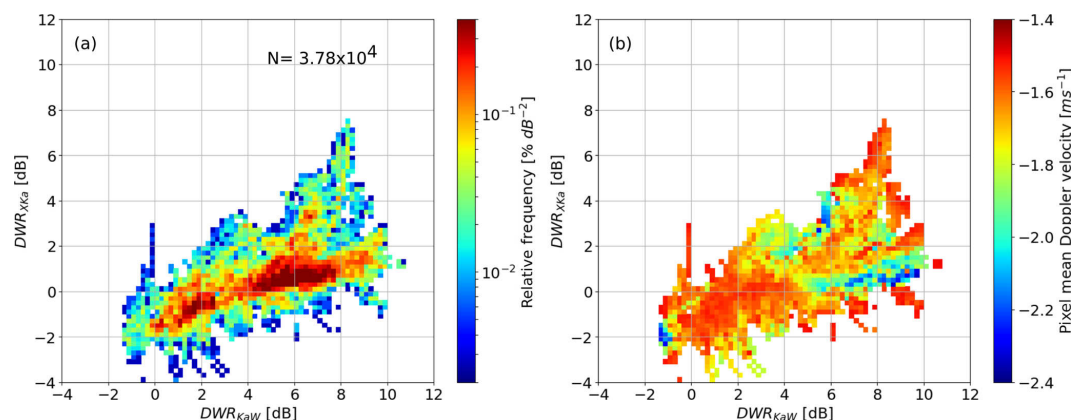 (a)
N= 3.78x10^4
12
10
8
6
4
2
0
−2
−4
DWR_XKa [dB]
−4 −2 0 2 4 6 8 10 12
DWR_KaW [dB]
10^−1
10^−2
Relative frequency [% dB^−2]
(b)
12
10
8
6
4
2
0
−2
−4
DWR_XKa [dB]
−4 −2 0 2 4 6 8 10 12
DWR_KaW [dB]
−1.4
−1.6
−1.8
−2.0
−2.2
−2.4
Pixel mean Doppler velocity [ms^−1]